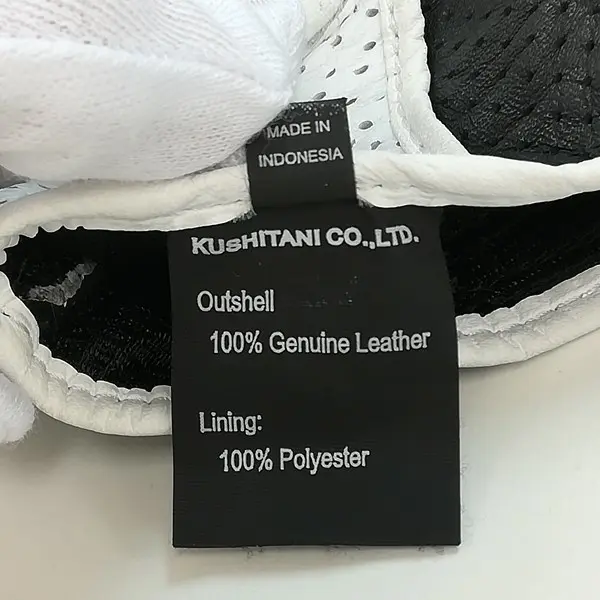 MADE IN
INDONESIA
KUSHITANI CO.,LTD.
Outshell
100% Genuine Leather
Lining:
100% Polyester